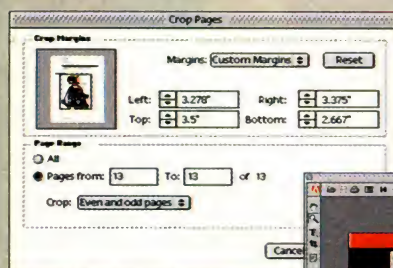 Crop Pages
Crop Margins
Margins: Custom Margins Reset
Left: 3.278" Right: 3.375"
Top: 3.5" Bottom: 2.667"
Page Range
All
Pages from: 13 To: 13 of 13
Crop: Even and odd pages
Cance